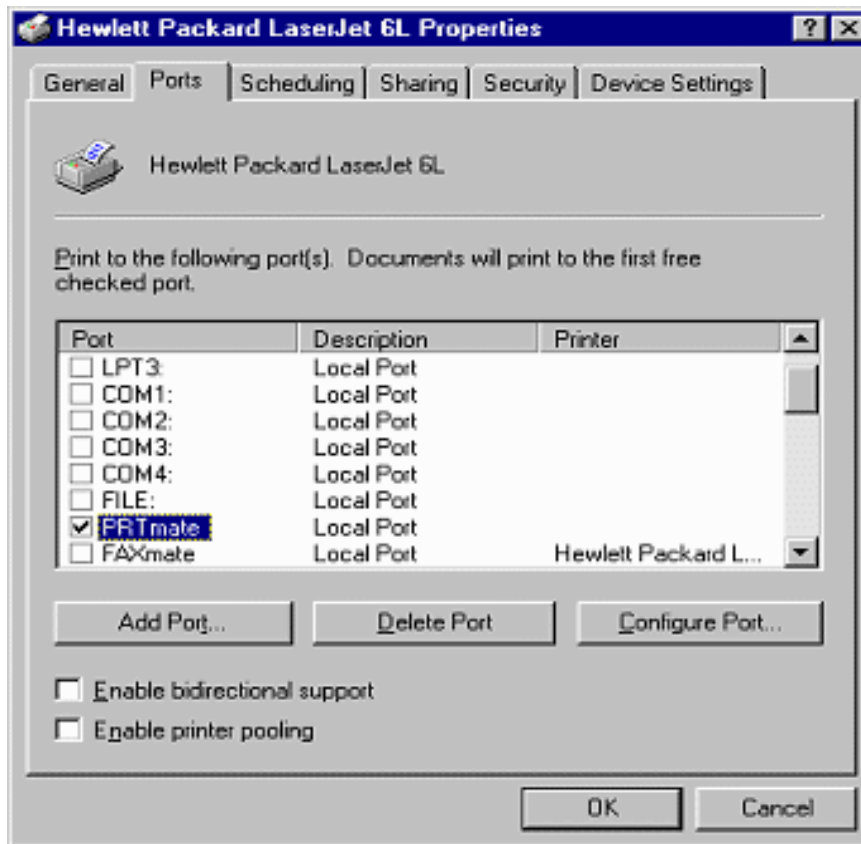 Hewlett Packard LaserJet 6L Properties
General Ports Scheduling Sharing Security Device Settings
Hewlett Packard LaserJet 6L
Print to the following port(s). Documents will print to the first free
checked port.
Port Description Printer
LPT3: Local Port
COM1: Local Port
COM2: Local Port
COM3: Local Port
COM4: Local Port
FILE: Local Port
PRTmate Local Port
FAXmate Local Port Hewlett Packard L...
Add Port... Delete Port Configure Port...
Enable bidirectional support
Enable printer pooling
OK Cancel